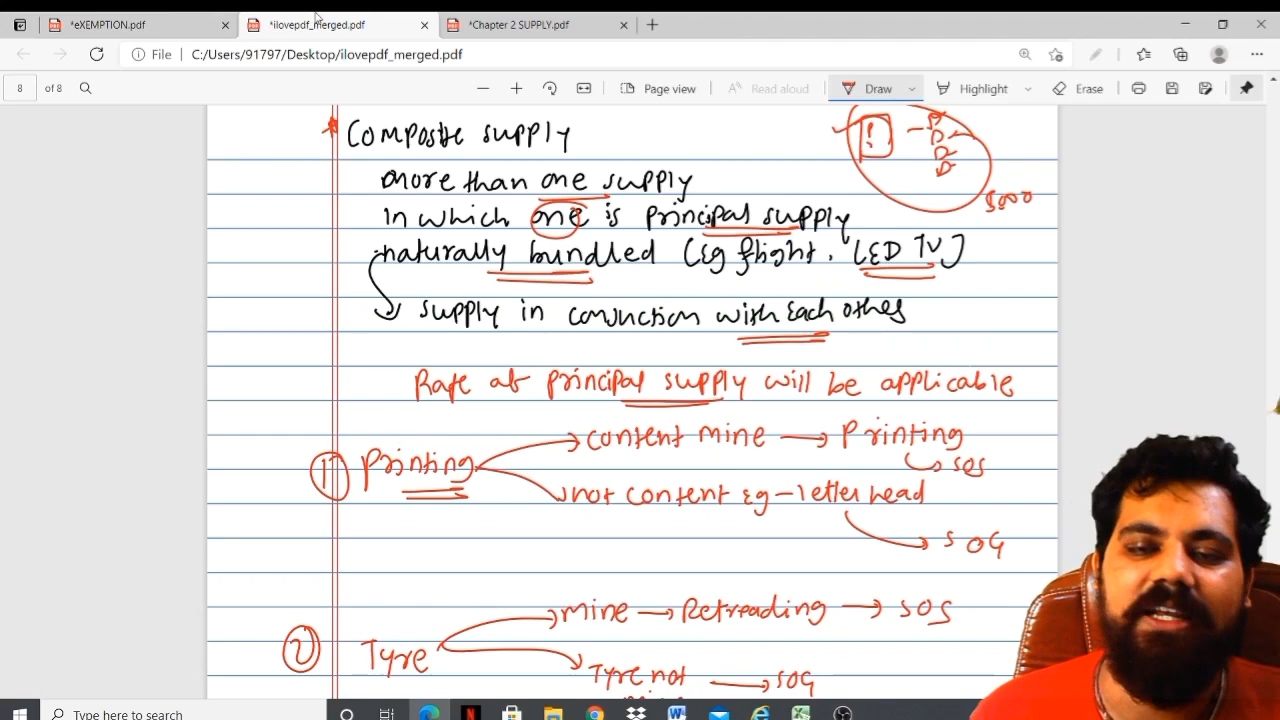 *eXEMPTION.pdf
*ilovepdf_merged.pdf
*Chapter 2 SUPPLY.pdf
File C:/Users/91797/Desktop/ilovepdf_merged.pdf
8 of 8
Page view
Read aloud
Draw
Highlight
Erase
Composite supply
5000
more than one supply
In which one is principal supply
naturally bundled (Eg flight, LED TV)
supply in conjuction with Each other
Rate of principal supply will be applicable
content mine → Printing
① Printing
SOS
not content Eg - letter head
SOG
mine → Retreading → SOS
② Tyre
Tyre not → SOG
Type here to search